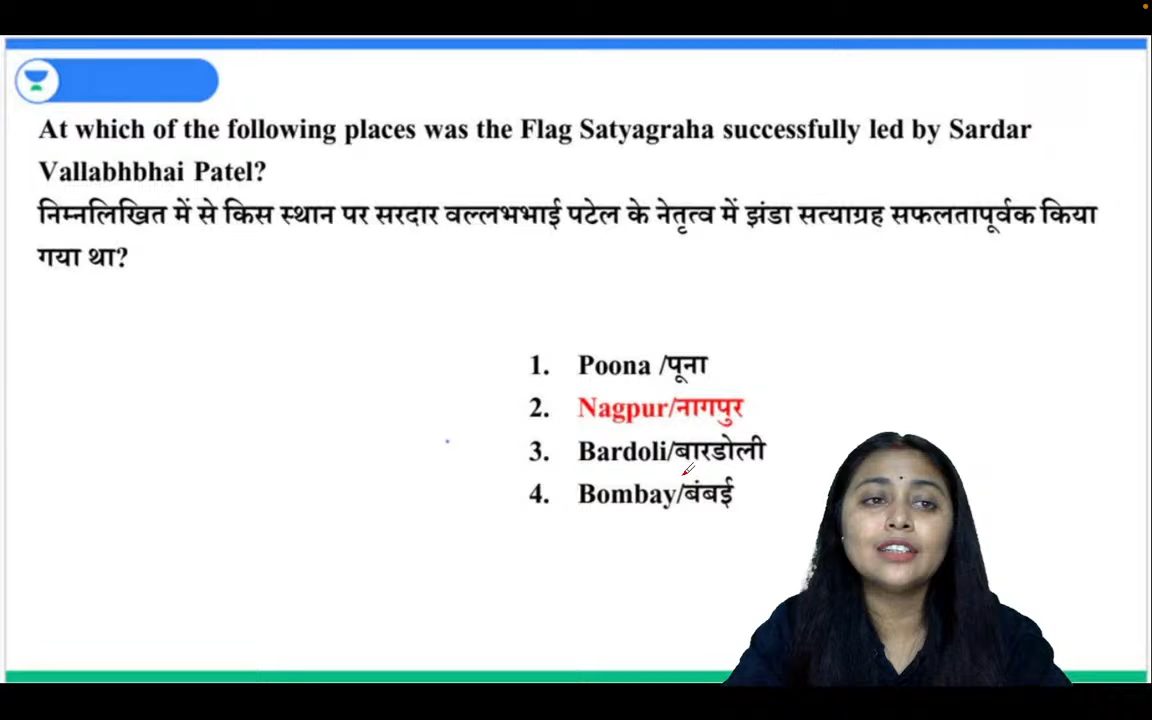 At which of the following places was the Flag Satyagraha successfully led by Sardar
Vallabhbhai Patel?
निम्नलिखित में से किस स्थान पर सरदार वल्लभभाई पटेल के नेतृत्व में झंडा सत्याग्रह सफलतापूर्वक किया
गया था?
1. Poona /पूना
2. Nagpur/नागपुर
3. Bardoli/बारडोली
4. Bombay/बंबई